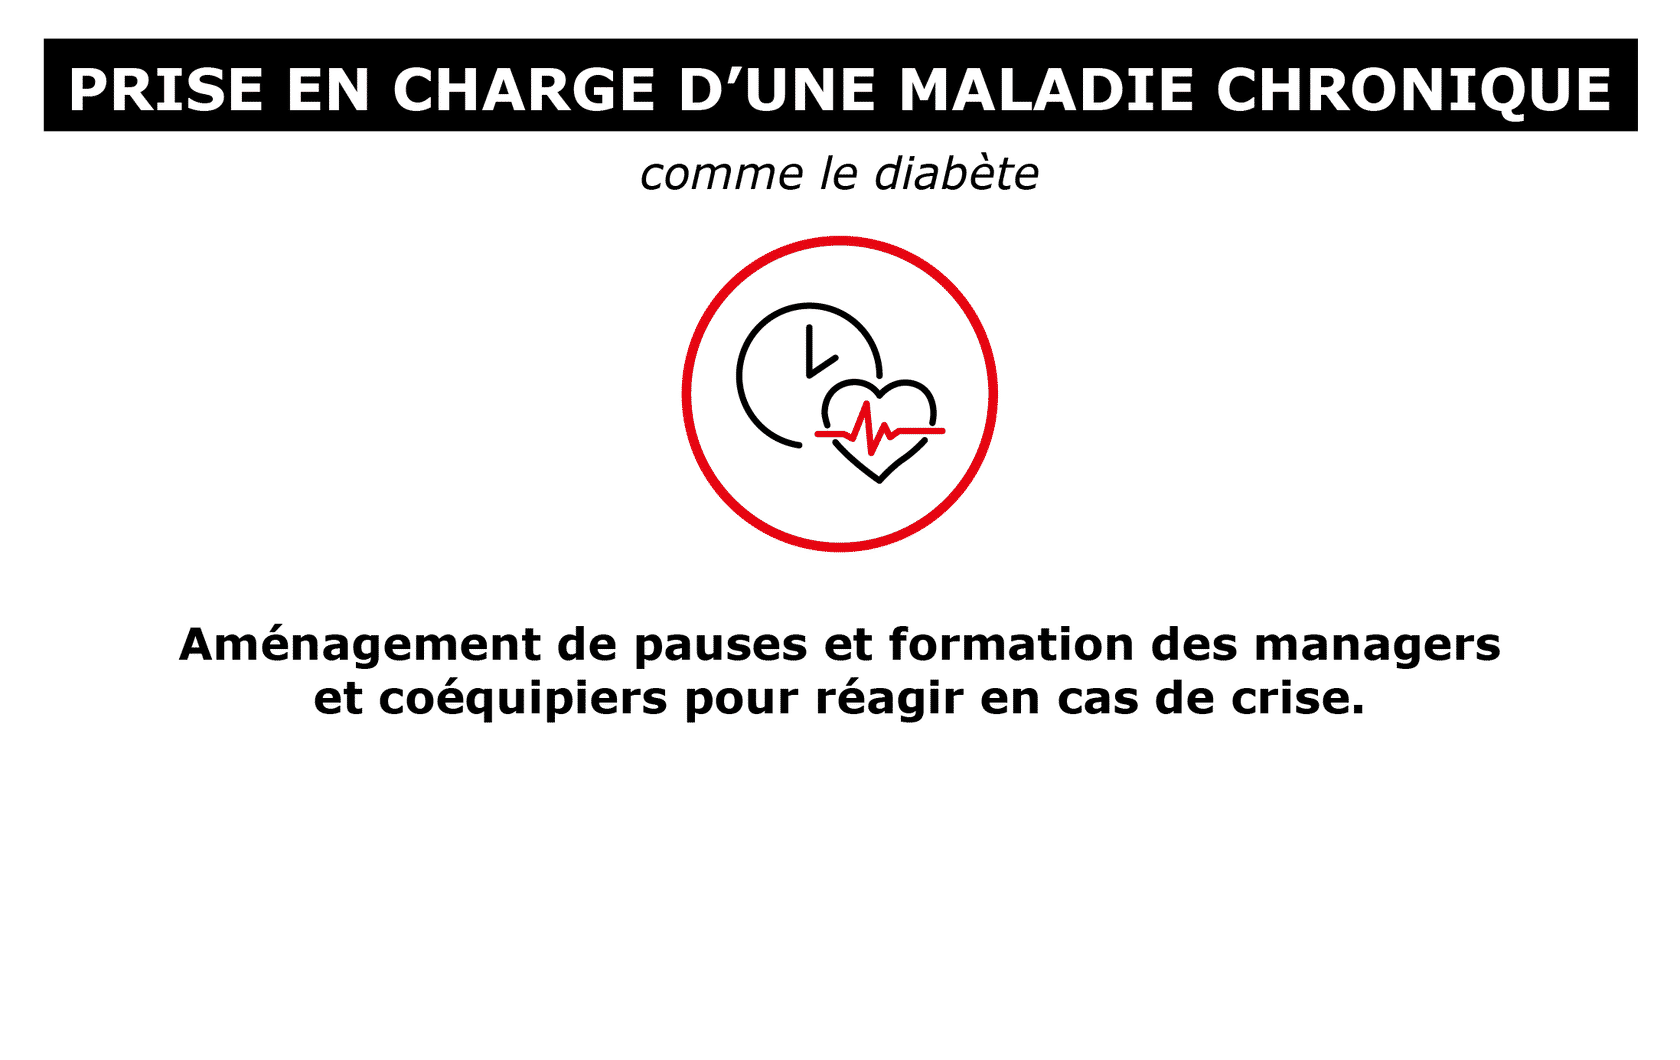 PRISE EN CHARGE D’UNE MALADIE CHRONIQUE
comme le diabète
Aménagement de pauses et formation des managers
et coéquipiers pour réagir en cas de crise.